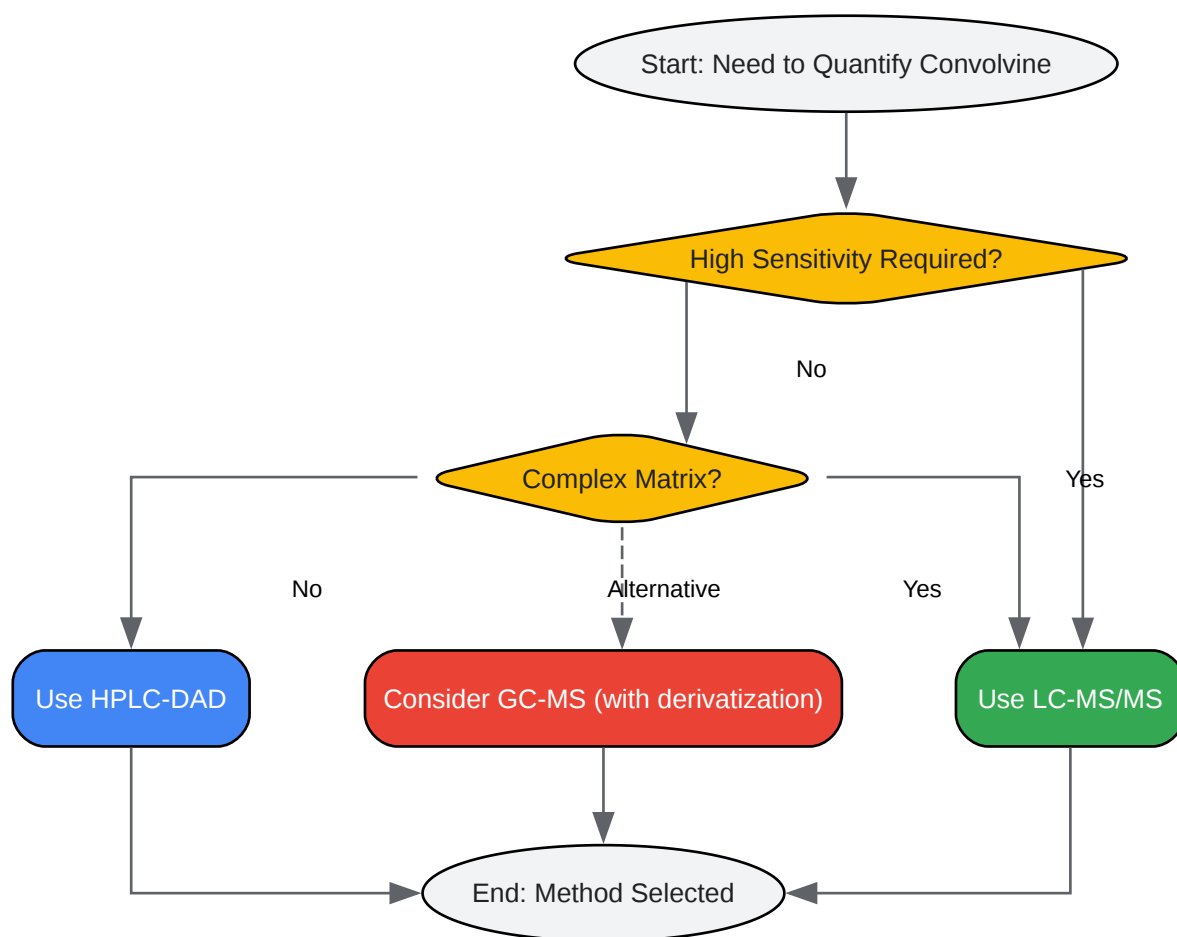 Start: Need to Quantify Convolvine
High Sensitivity Required?
No
Complex Matrix?
Yes
No
Alternative
Yes
Use HPLC-DAD
Consider GC-MS (with derivatization)
Use LC-MS/MS
End: Method Selected